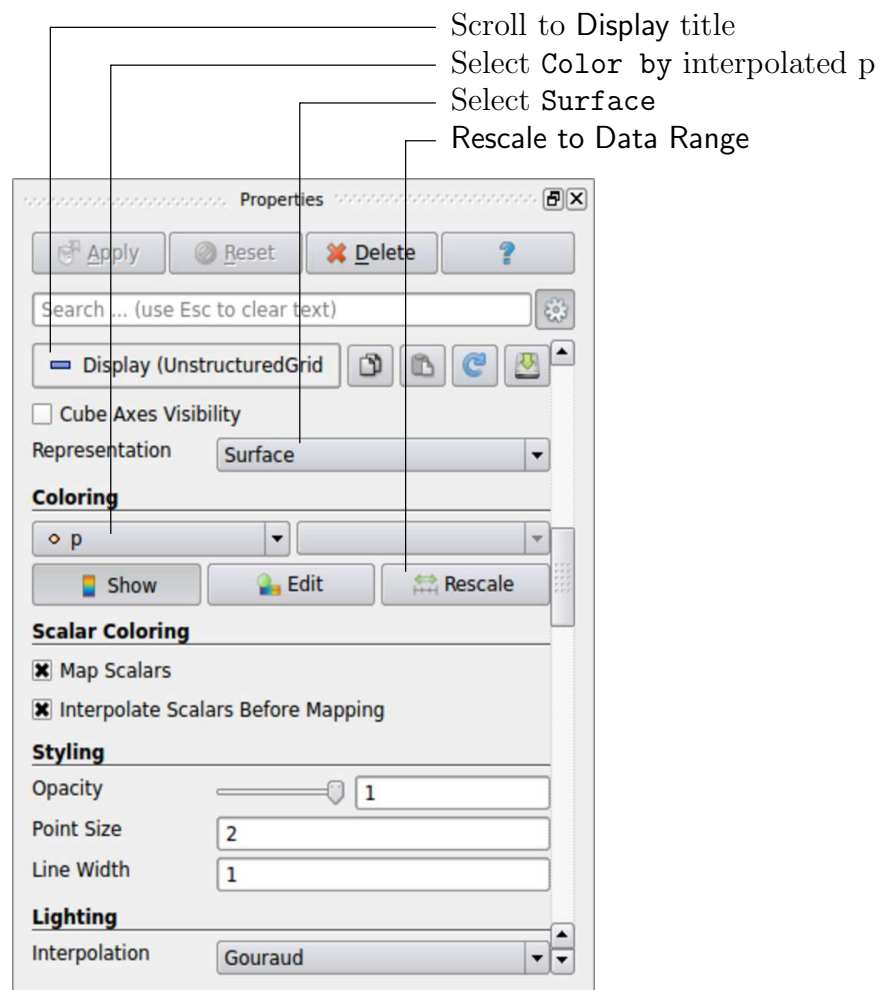 Scroll to Display title
Select Color by interpolated p
Select Surface
Rescale to Data Range
Properties
Apply Reset Delete ?
Search ... (use Esc to clear text)
Display (UnstructuredGrid
Cube Axes Visibility
Representation Surface
Coloring
p
Show Edit Rescale
Scalar Coloring
Map Scalars
Interpolate Scalars Before Mapping
Styling
Opacity 1
Point Size 2
Line Width 1
Lighting
Interpolation Gouraud